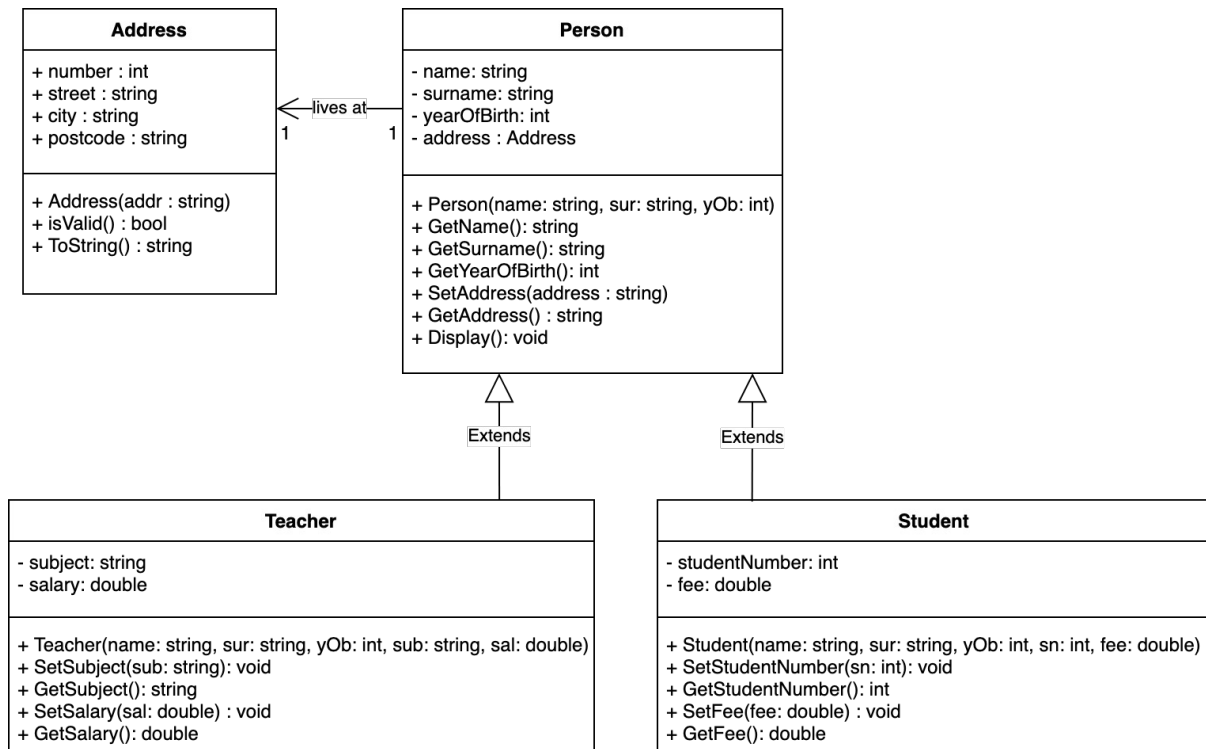 Address
+ number : int
+ street : string
+ city : string
+ postcode : string
+ Address(addr : string)
+ isValid() : bool
+ ToString() : string
lives at
1
1
Person
- name: string
- surname: string
- yearOfBirth: int
- address : Address
+ Person(name: string, sur: string, yOb: int)
+ GetName(): string
+ GetSurname(): string
+ GetYearOfBirth(): int
+ SetAddress(address : string)
+ GetAddress() : string
+ Display(): void
Extends
Extends
Teacher
- subject: string
- salary: double
+ Teacher(name: string, sur: string, yOb: int, sub: string, sal: double)
+ SetSubject(sub: string): void
+ GetSubject(): string
+ SetSalary(sal: double) : void
+ GetSalary(): double
Student
- studentNumber: int
- fee: double
+ Student(name: string, sur: string, yOb: int, sn: int, fee: double)
+ SetStudentNumber(sn: int): void
+ GetStudentNumber(): int
+ SetFee(fee: double) : void
+ GetFee(): double